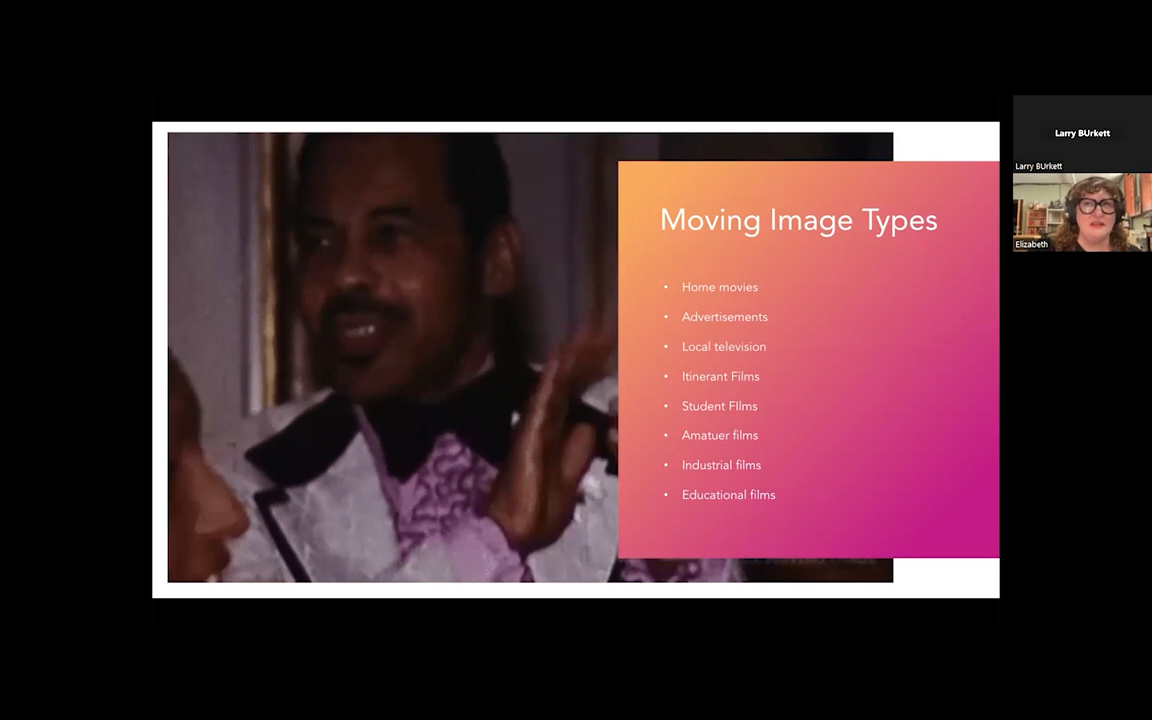 Moving Image Types
• Home movies
• Advertisements
• Local television
• Itinerant Films
• Student FIlms
• Amatuer films
• Industrial films
• Educational films
Larry BUrkett
Larry BUrkett
Elizabeth